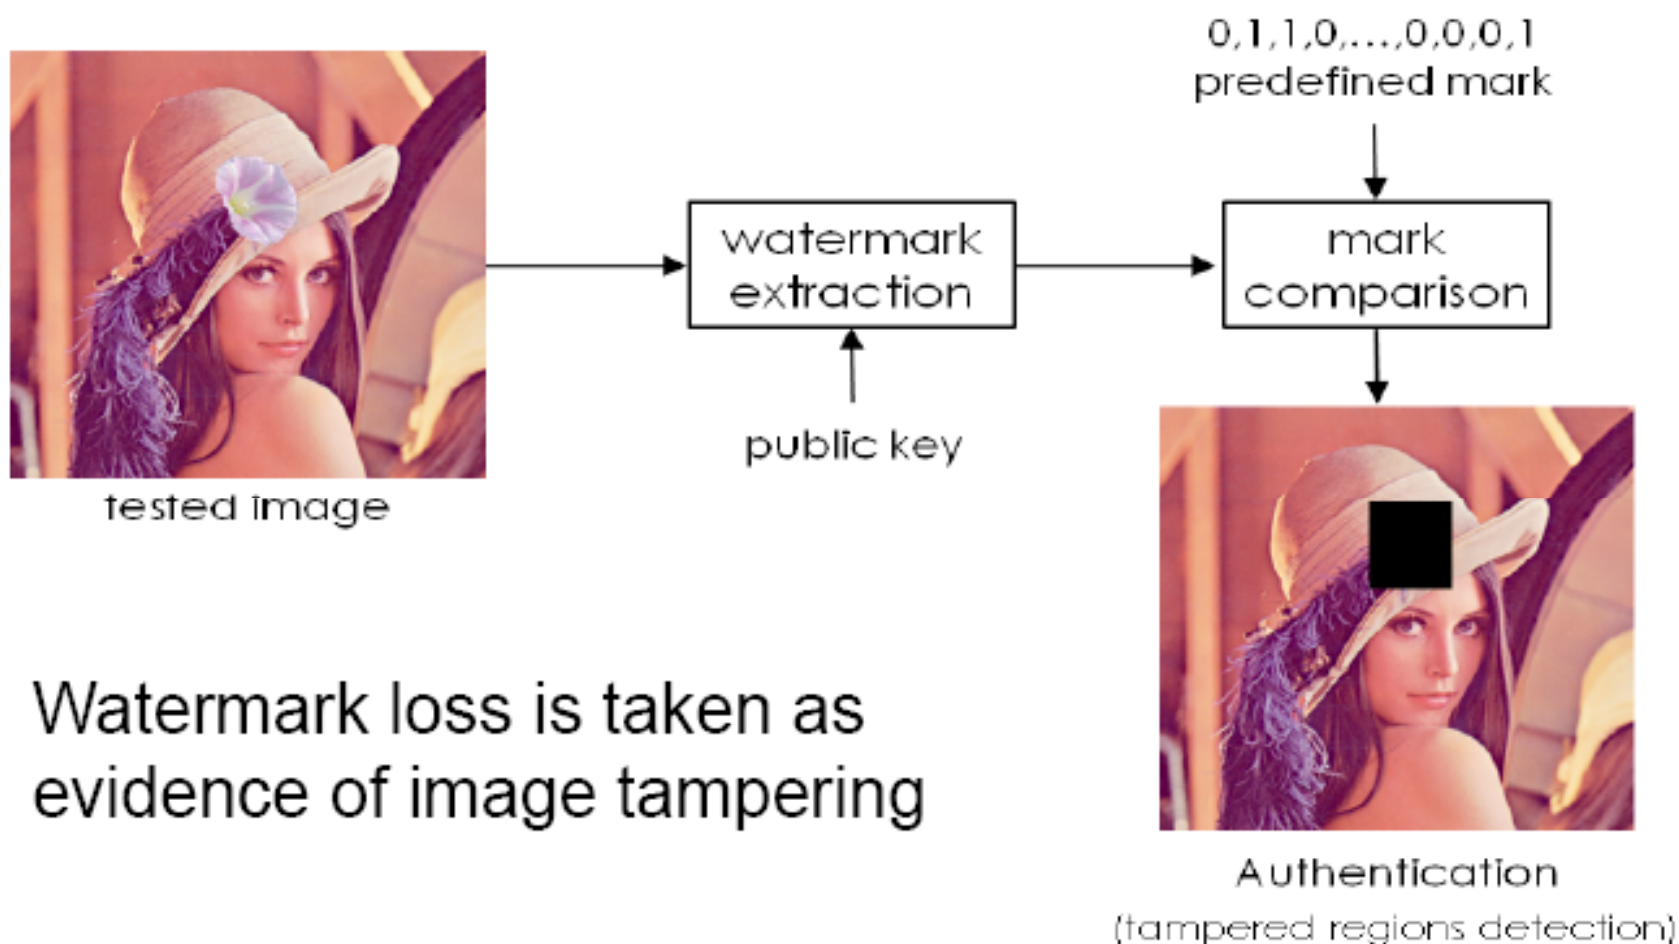 0,1,1,0,...,0,0,0,1
predefined mark
watermark
extraction
mark
comparison
public key
tested image
Watermark loss is taken as
evidence of image tampering
Authentication
(tampered regions detection)